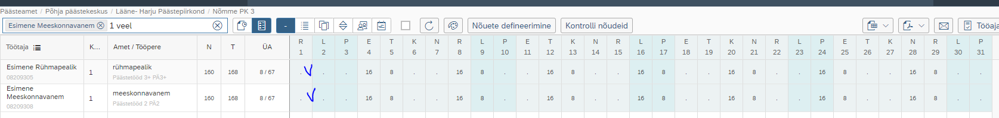 Päästeamet / Põhja päästekeskus / Lääne- Harju Päästepiirkond / Nõmme PK 3
Esimene Meeskonnavanem 1 veel - Nõuete defineerimine Kontrolli nõudeid Tööaja
Töötaja K... Amet / Tööpere N T ÜA R L P E T K N R L P E T K N R L P E T K N R L P E T K N R L P
1 2 3 4 5 6 7 8 9 10 11 12 13 14 15 16 17 18 19 20 21 22 23 24 25 26 27 28 29 30 31
Esimene Rühmapealik 1 rühmapealik 160 168 8 / 67 . . . 16 8 . . 16 8 . . 16 8 . . 16 8 . . 16 8 . . 16 8 . . 16 8 . .
08209305 Päästetööd 3+ PÄ3+
Esimene
Meeskonnavanem 1 meeskonnavanem 160 168 8 / 67 . . . 16 8 . . 16 8 . . 16 8 . . 16 8 . . 16 8 . . 16 8 . . 16 8 . .
08209308 Päästetööd 2 PÄ2